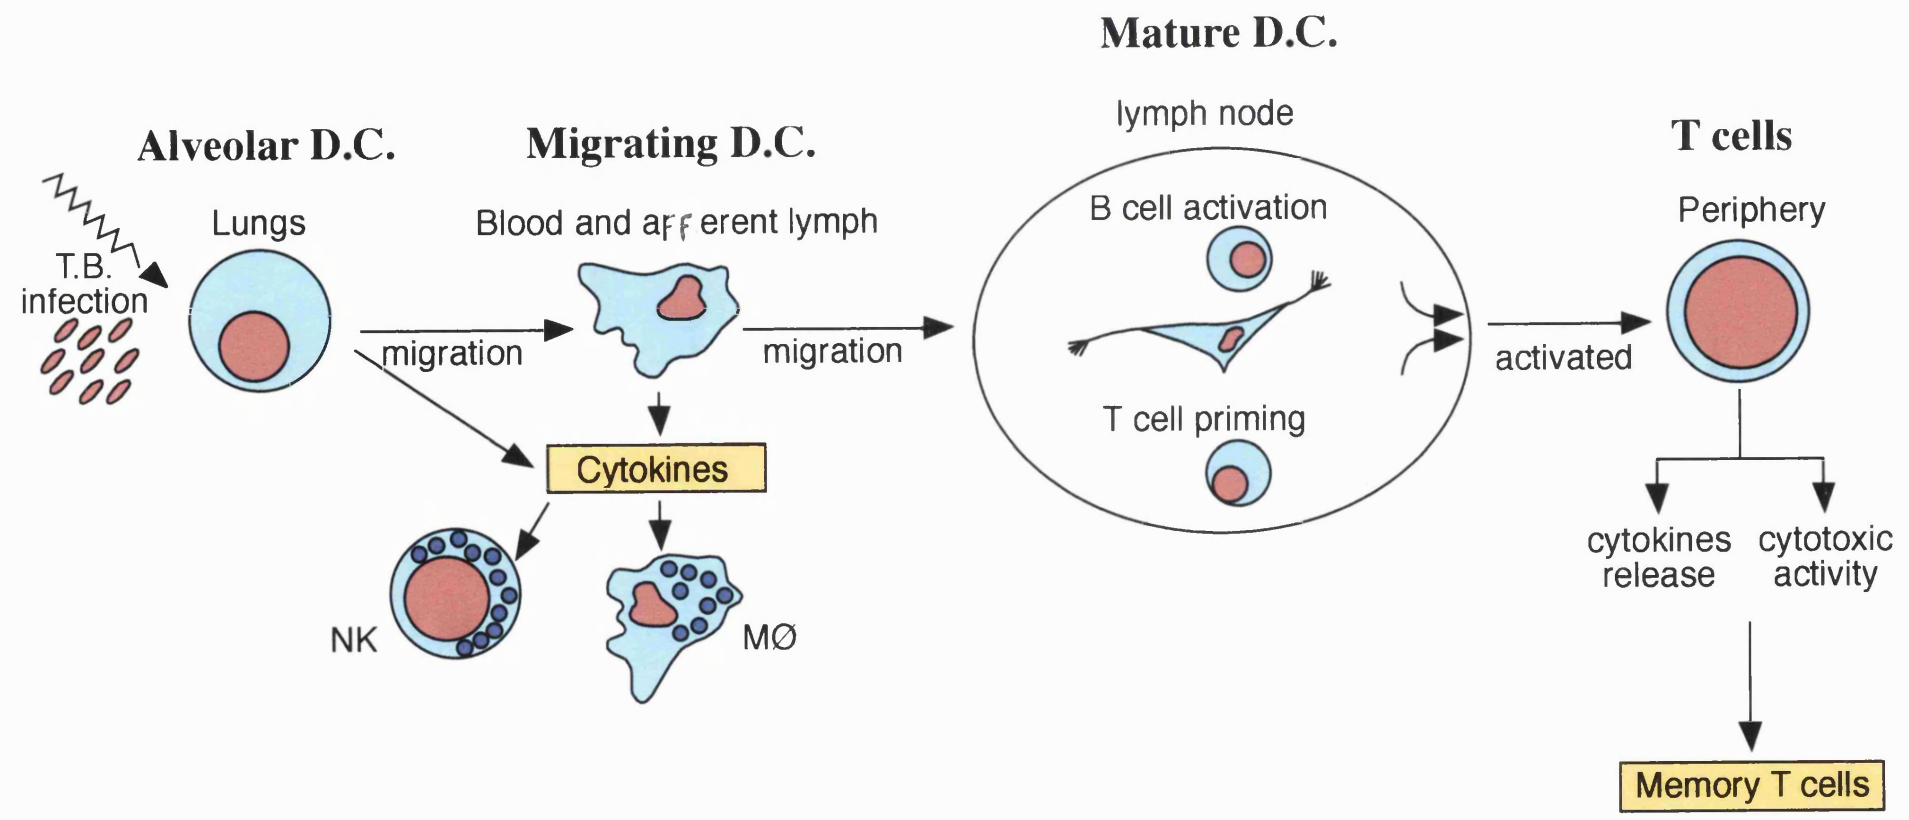 Mature D.C.
lymph node
Alveolar D.C.
Migrating D.C.
T cells
Lungs
Blood and afferent lymph
Periphery
T.B.
infection
migration
migration
B cell activation
T cell priming
activated
Cytokines
NK
MØ
cytokines
release
cytotoxic
activity
Memory T cells